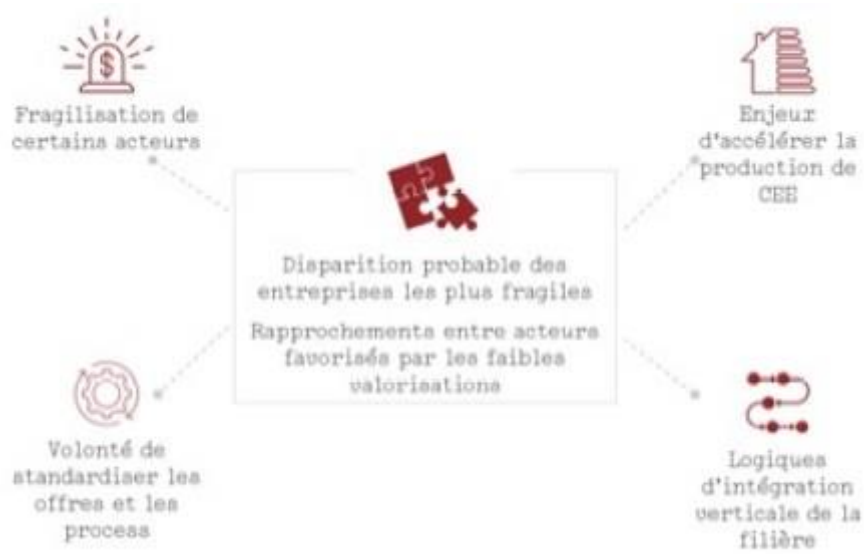 $
Fragilisation de
certains acteurs
Enjeux
d'accélérer la
production de
CEE
Disparition probable des
entreprises les plus fragiles
Rapprochements entre acteurs
favorisés par les faibles
valorisations
Volonté de
standardiser les
offres et les
process
Logiques
d'intégration
verticale de la
filière